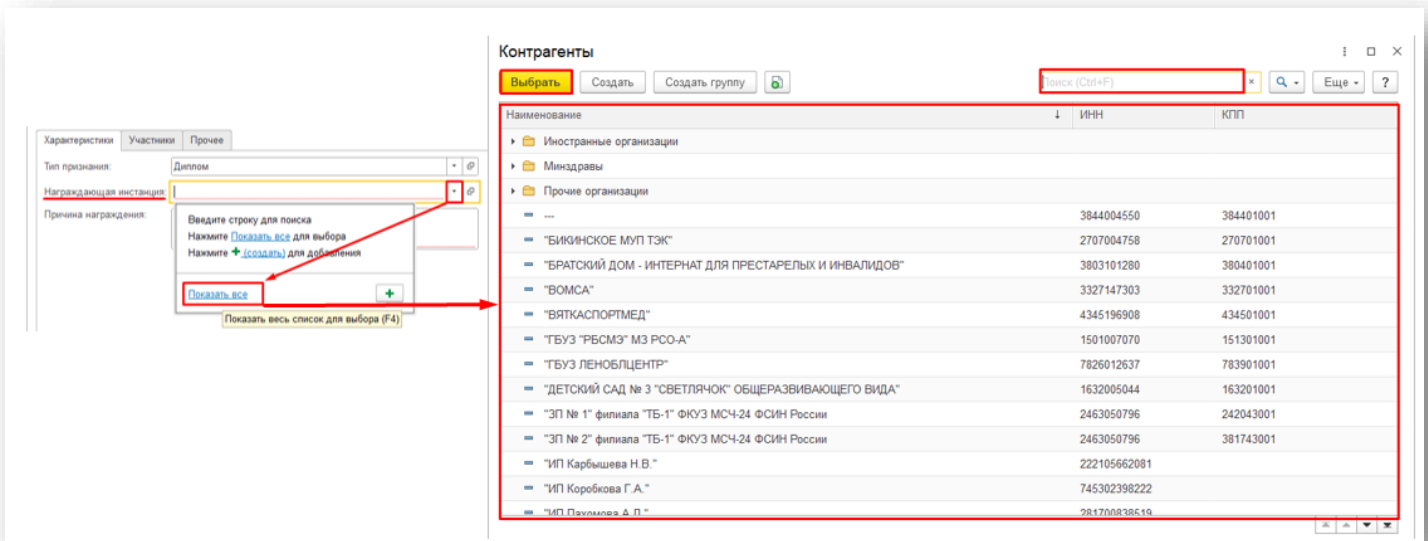 Характеристики Участники Прочее
Тип признания: Диплом
Награждающая инстанция:
Причина награждения:
Введите строку для поиска
Нажмите Показать все для выбора
Нажмите + (создать) для добавления
Показать все +
Показать весь список для выбора (F4)
Контрагенты
Выбрать Создать Создать группу Поиск (Ctrl+F) × Еще ?
Наименование ↓ ИНН КПП
Иностранные организации
Минздравы
Прочие организации
--- 3844004550 384401001
"БИКИНСКОЕ МУП ТЭК" 2707004758 270701001
"БРАТСКИЙ ДОМ - ИНТЕРНАТ ДЛЯ ПРЕСТАРЕЛЫХ И ИНВАЛИДОВ" 3803101280 380401001
"ВОМСА" 3327147303 332701001
"ВЯТКАСПОРТМЕД" 4345196908 434501001
"ГБУЗ "РБСМЭ" МЗ РСО-А" 1501007070 151301001
"ГБУЗ ЛЕНОБЛЦЕНТР" 7826012637 783901001
"ДЕТСКИЙ САД № 3 "СВЕТЛЯЧОК" ОБЩЕРАЗВИВАЮЩЕГО ВИДА" 1632005044 163201001
"ЗП № 1" филиала "ТБ-1" ФКУЗ МСЧ-24 ФСИН России 2463050796 242043001
"ЗП № 2" филиала "ТБ-1" ФКУЗ МСЧ-24 ФСИН России 2463050796 381743001
"ИП Карбышева Н.В." 222105662081
"ИП Коробкова Г.А." 745302398222
"ИП Пахомова А.Л." 281700838519